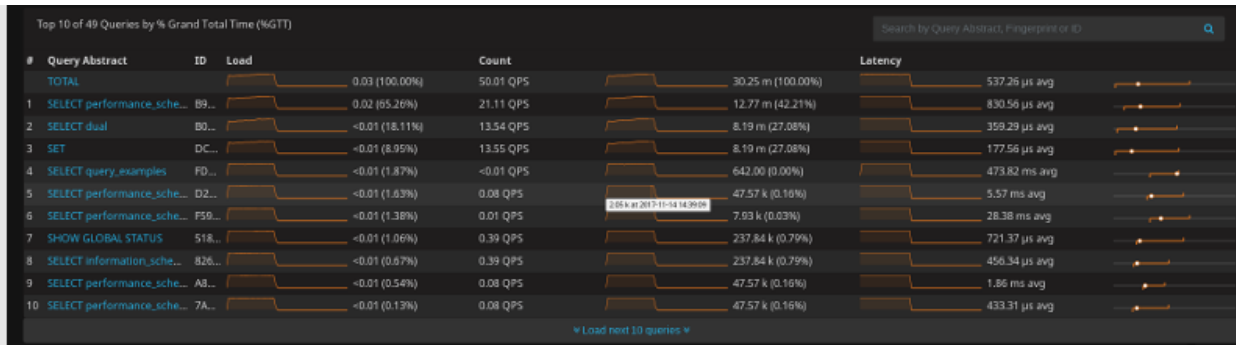 Top 10 of 49 Queries by % Grand Total Time (%GTT)
Search by Query Abstract, Fingerprint or ID
# Query Abstract ID Load Count Latency
TOTAL 0.03 (100.00%) 50.01 QPS 30.25 m (100.00%) 537.26 µs avg
1 SELECT performance_sche... B9... 0.02 (65.26%) 21.11 QPS 12.77 m (42.21%) 830.56 µs avg
2 SELECT dual B0... <0.01 (18.11%) 13.54 QPS 8.19 m (27.08%) 359.29 µs avg
3 SET DC... <0.01 (8.95%) 13.55 QPS 8.19 m (27.08%) 177.56 µs avg
4 SELECT query_examples FD... <0.01 (1.87%) <0.01 QPS 642.00 (0.00%) 473.82 ms avg
5 SELECT performance_sche... D2... <0.01 (1.63%) 0.08 QPS 47.57 k (0.16%) 5.57 ms avg
2.05 k at 2017-11-14 14:39:09
6 SELECT performance_sche... F59... <0.01 (1.38%) 0.01 QPS 7.93 k (0.03%) 28.38 ms avg
7 SHOW GLOBAL STATUS 518... <0.01 (1.06%) 0.39 QPS 237.84 k (0.79%) 721.37 µs avg
8 SELECT information_sche... 826... <0.01 (0.67%) 0.39 QPS 237.84 k (0.79%) 456.34 µs avg
9 SELECT performance_sche... A8... <0.01 (0.54%) 0.08 QPS 47.57 k (0.16%) 1.86 ms avg
10 SELECT performance_sche... 7A... <0.01 (0.13%) 0.08 QPS 47.57 k (0.16%) 433.31 µs avg
Load next 10 queries